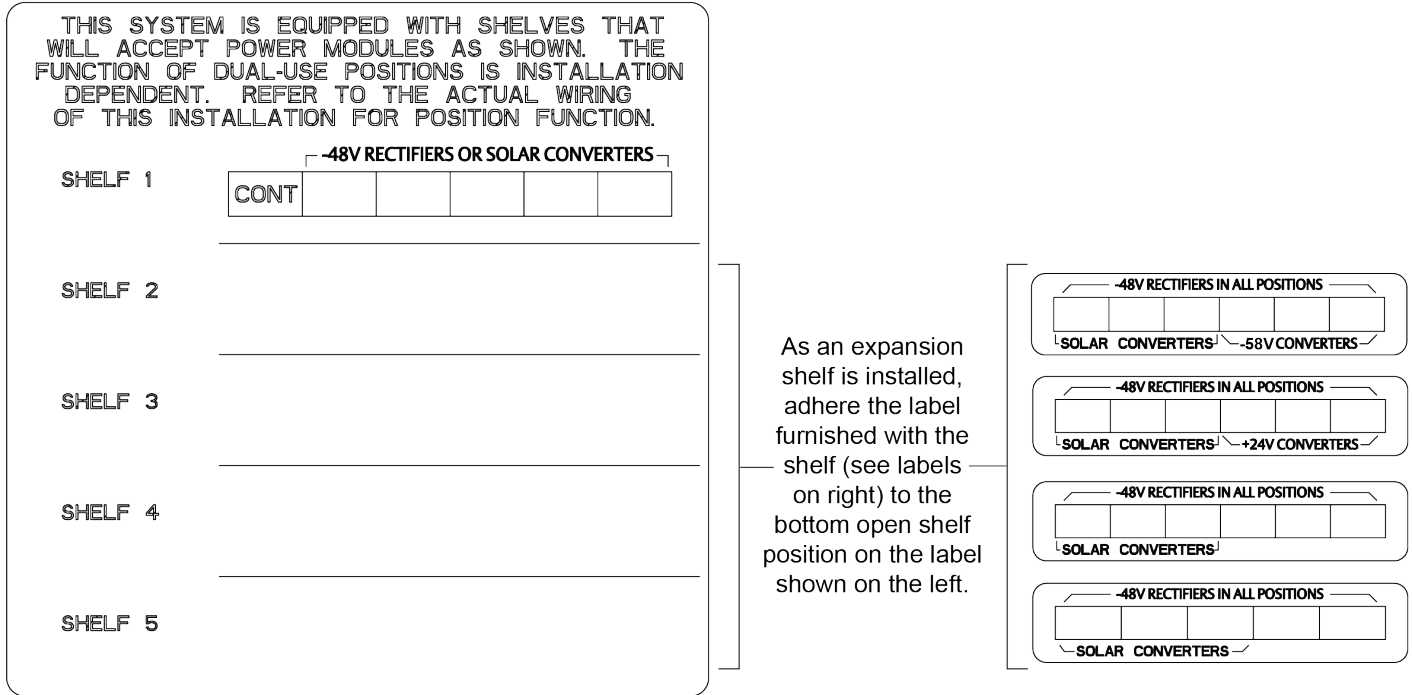 THIS SYSTEM IS EQUIPPED WITH SHELVES THAT
WILL ACCEPT POWER MODULES AS SHOWN. THE
FUNCTION OF DUAL-USE POSITIONS IS INSTALLATION
DEPENDENT. REFER TO THE ACTUAL WIRING
OF THIS INSTALLATION FOR POSITION FUNCTION.
-48V RECTIFIERS OR SOLAR CONVERTERS
SHELF 1
CONT
SHELF 2
SHELF 3
SHELF 4
SHELF 5
As an expansion
shelf is installed,
adhere the label
furnished with the
shelf (see labels
on right) to the
bottom open shelf
position on the label
shown on the left.
-48V RECTIFIERS IN ALL POSITIONS
SOLAR CONVERTERS -58V CONVERTERS
-48V RECTIFIERS IN ALL POSITIONS
SOLAR CONVERTERS +24V CONVERTERS
-48V RECTIFIERS IN ALL POSITIONS
SOLAR CONVERTERS
-48V RECTIFIERS IN ALL POSITIONS
SOLAR CONVERTERS